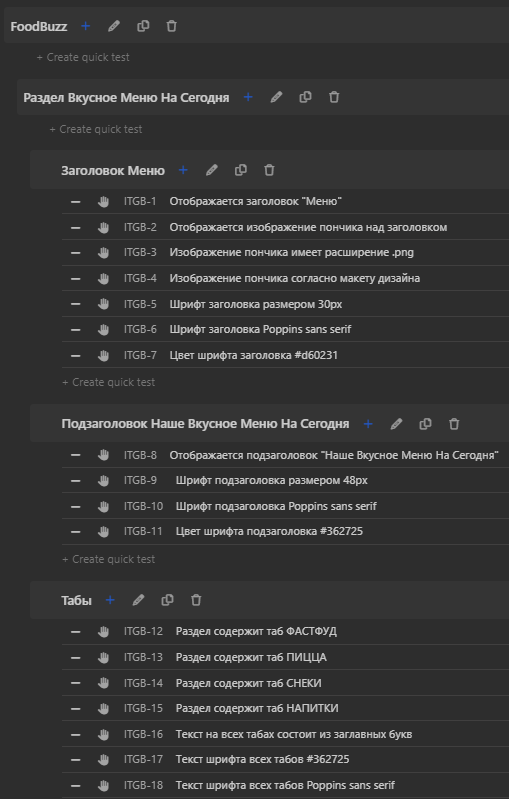 FoodBuzz
+ Create quick test
Раздел Вкусное Меню На Сегодня
+ Create quick test
Заголовок Меню
ITGB-1 Отображается заголовок "Меню"
ITGB-2 Отображается изображение пончика над заголовком
ITGB-3 Изображение пончика имеет расширение .png
ITGB-4 Изображение пончика согласно макету дизайна
ITGB-5 Шрифт заголовка размером 30px
ITGB-6 Шрифт заголовка Poppins sans serif
ITGB-7 Цвет шрифта заголовка #d60231
+ Create quick test
Подзаголовок Наше Вкусное Меню На Сегодня
ITGB-8 Отображается подзаголовок "Наше Вкусное Меню На Сегодня"
ITGB-9 Шрифт подзаголовка размером 48px
ITGB-10 Шрифт подзаголовка Poppins sans serif
ITGB-11 Цвет шрифта подзаголовка #362725
+ Create quick test
Табы
ITGB-12 Раздел содержит таб ФАСТФУД
ITGB-13 Раздел содержит таб ПИЦЦА
ITGB-14 Раздел содержит таб СНЕКИ
ITGB-15 Раздел содержит таб НАПИТКИ
ITGB-16 Текст на всех табах состоит из заглавных букв
ITGB-17 Текст шрифта всех табов #362725
ITGB-18 Текст шрифта всех табов Poppins sans serif